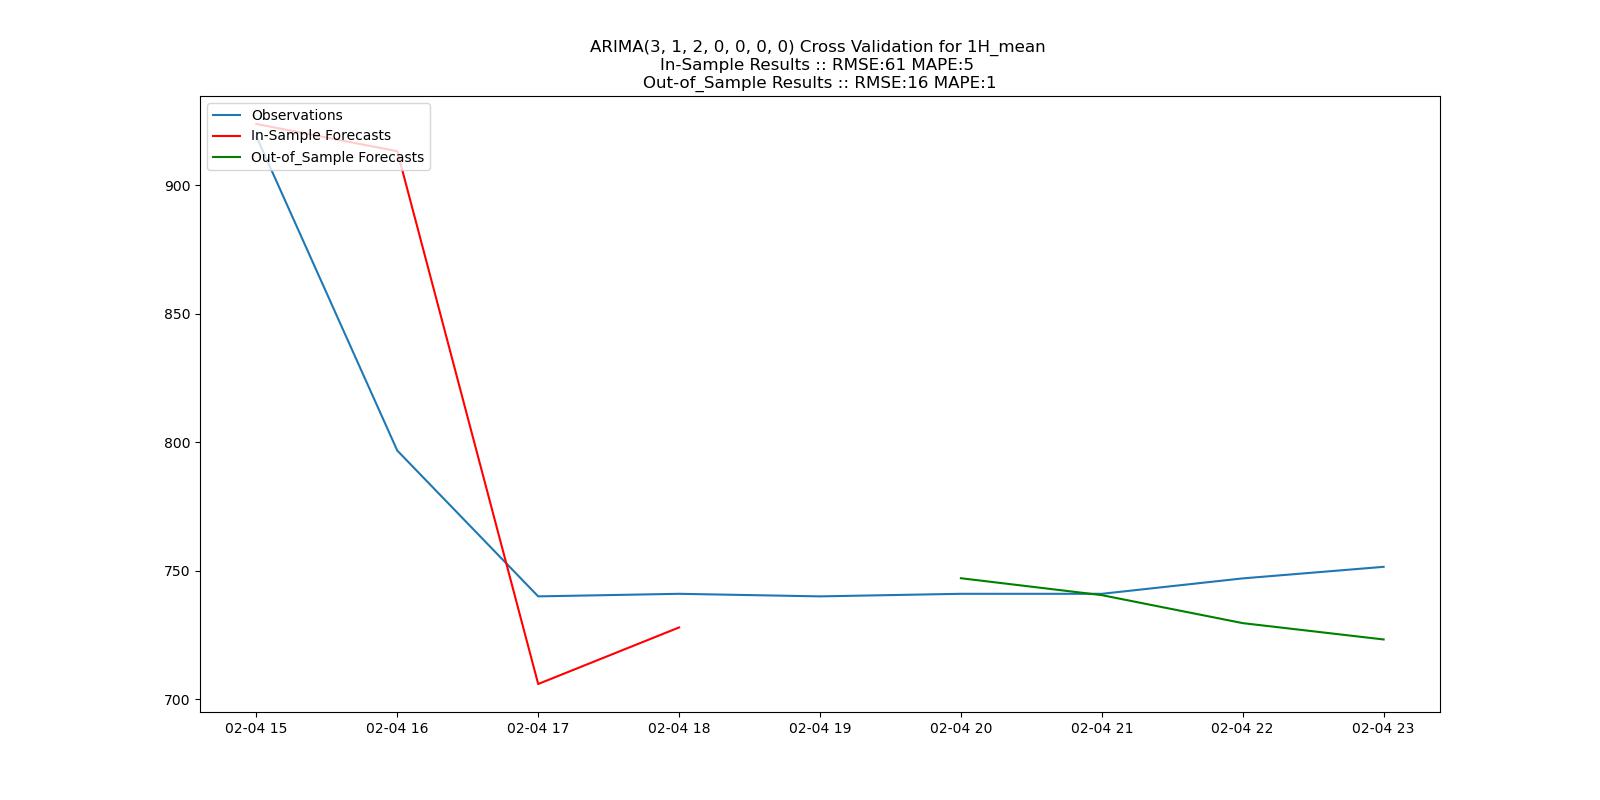 ARIMA(3, 1, 2, 0, 0, 0, 0) Cross Validation for 1H_mean
In-Sample Results :: RMSE:61 MAPE:5
Out-of_Sample Results :: RMSE:16 MAPE:1
Observations
In-Sample Forecasts
Out-of_Sample Forecasts
900
850
800
750
700
02-04 15 02-04 16 02-04 17 02-04 18 02-04 19 02-04 20 02-04 21 02-04 22 02-04 23